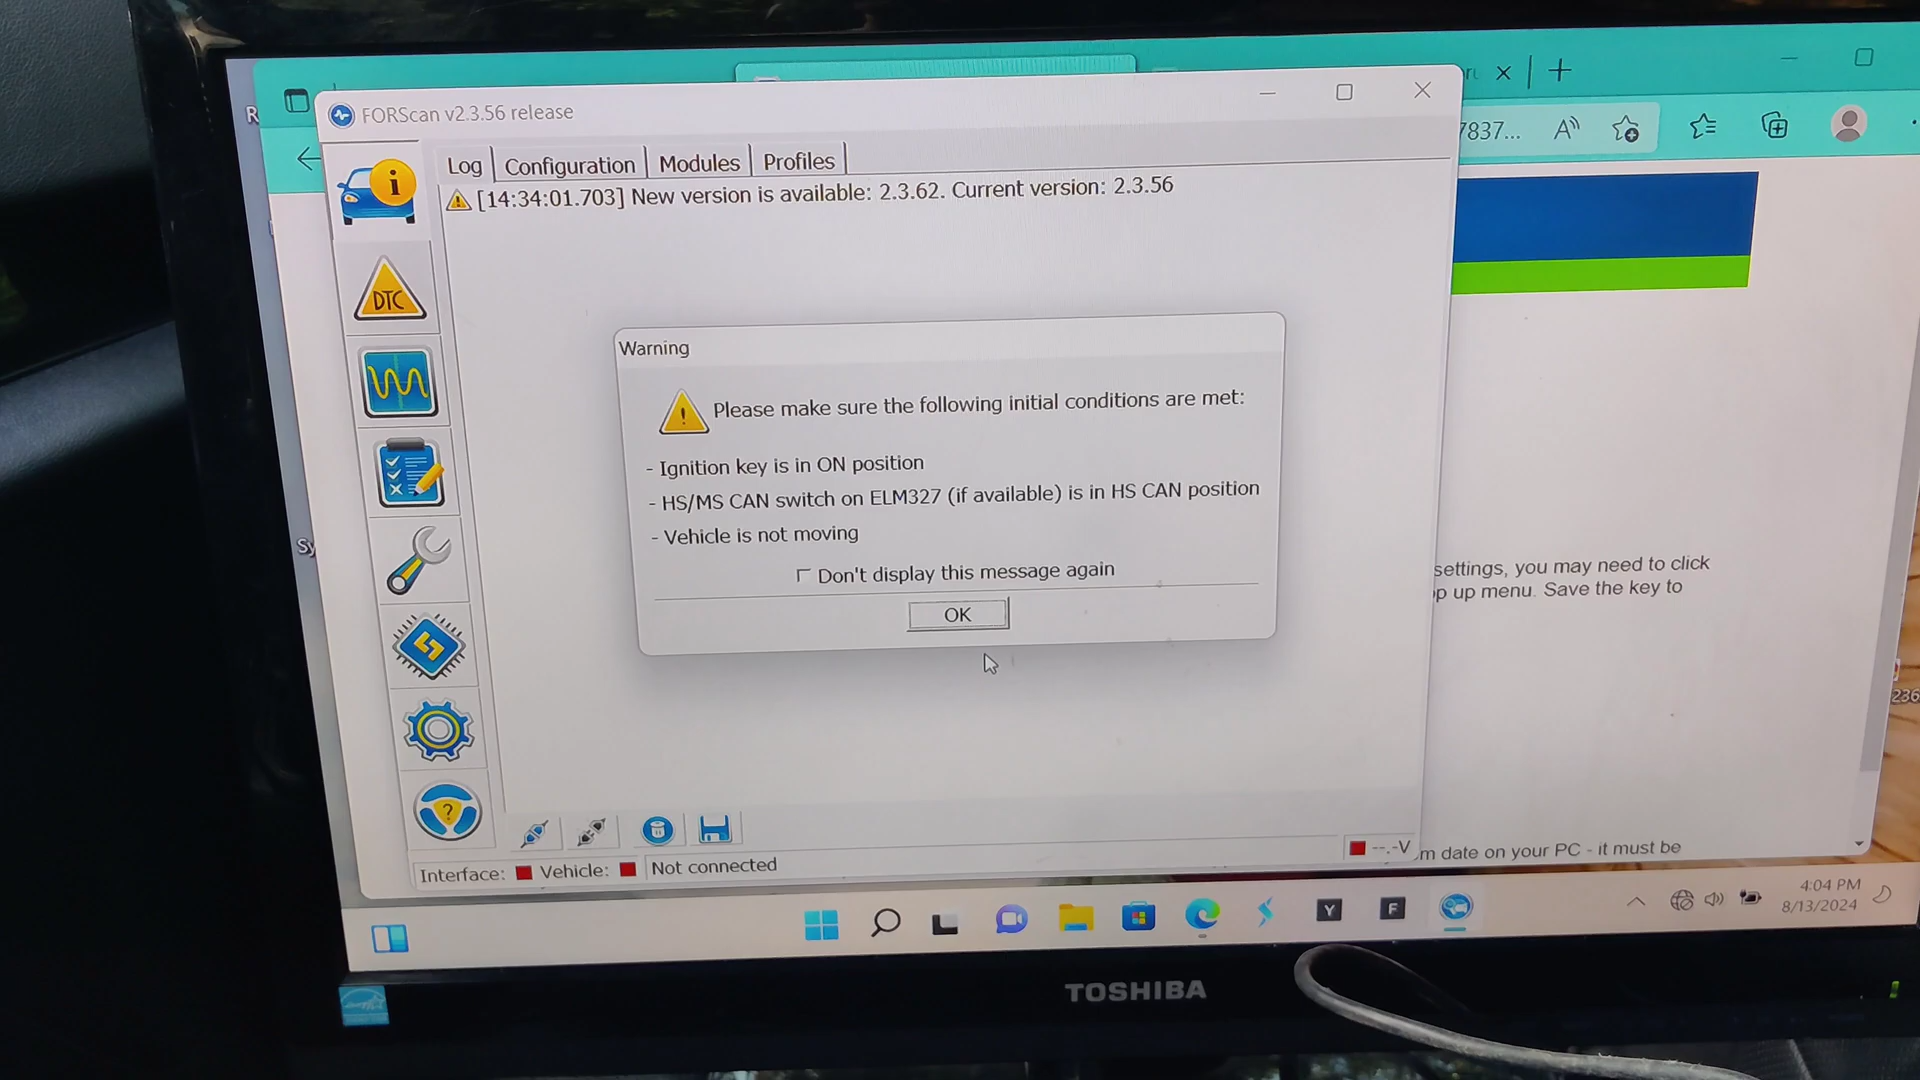 FORScan v2.3.56 release
7837...
Log Configuration Modules Profiles
[14:34:01.703] New version is available: 2.3.62. Current version: 2.3.56
DTC
Warning
Please make sure the following initial conditions are met:
- Ignition key is in ON position
- HS/MS CAN switch on ELM327 (if available) is in HS CAN position
- Vehicle is not moving
Don't display this message again
OK
settings, you may need to click
p up menu. Save the key to
Sy
236
m date on your PC - it must be
--.-V
Interface: Vehicle: Not connected
Y
F
4:04 PM
8/13/2024
TOSHIBA